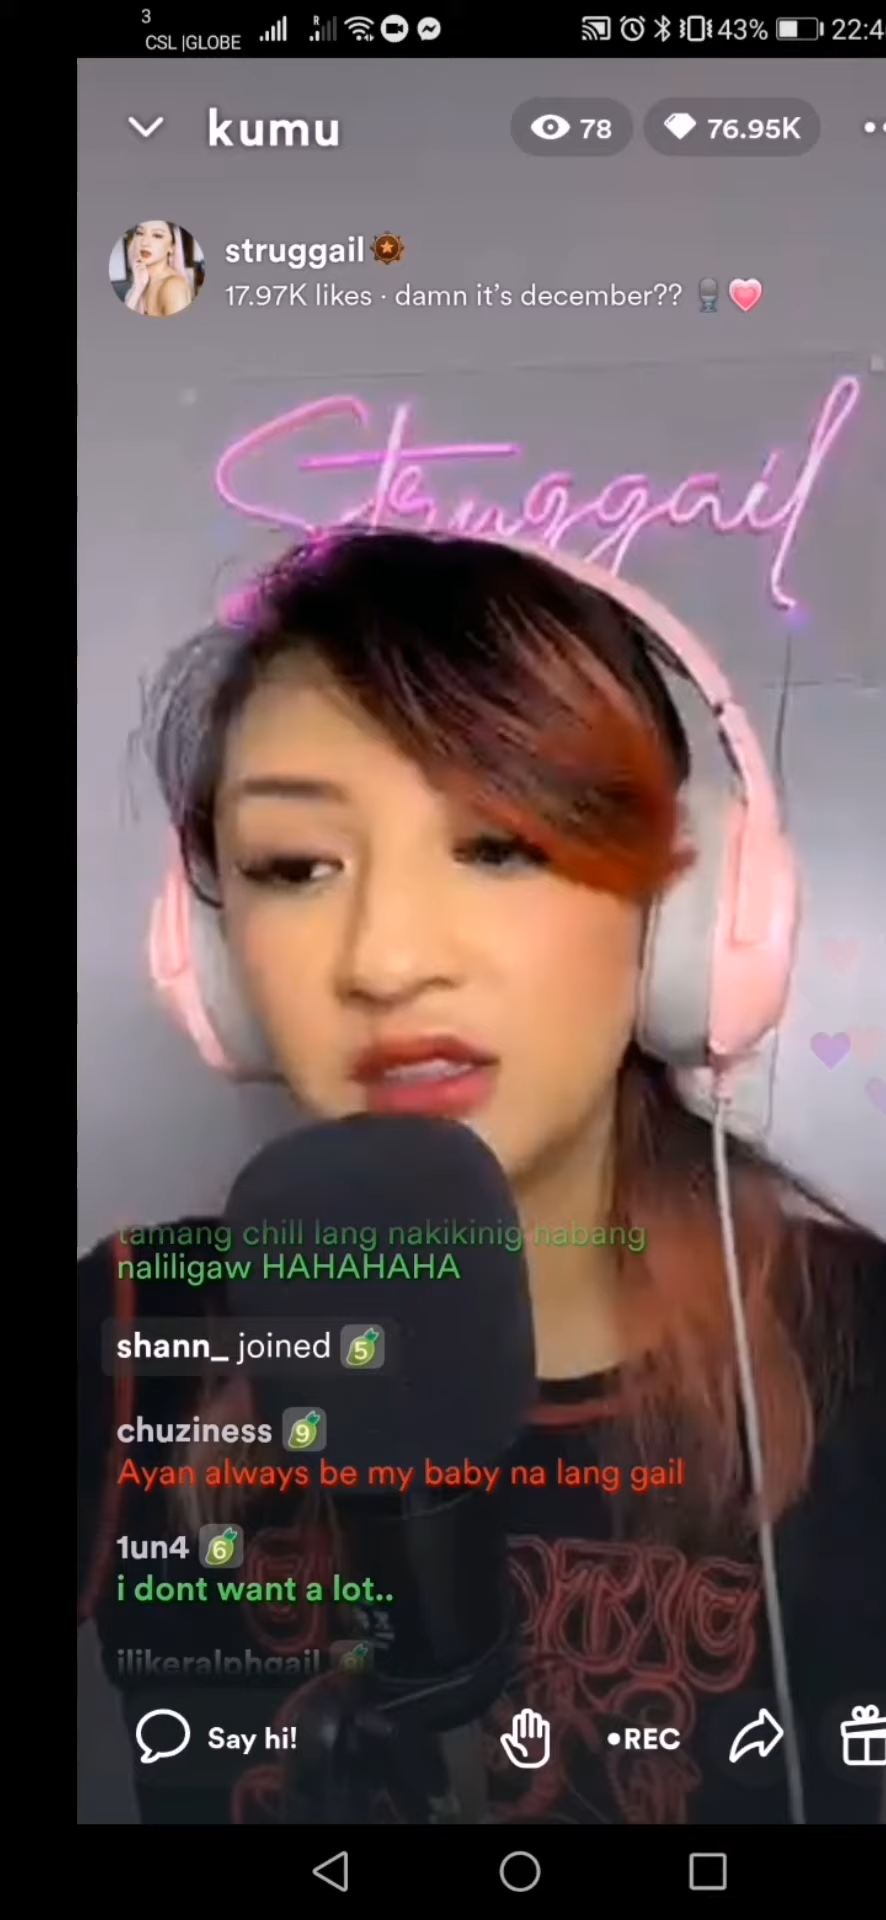 3
CSL |GLOBE
R
43%
22:4
kumu
78
76.95K
struggail
17.97K likes · damn it's december??
Struggail
tamang chill lang nakikinig habang
naliligaw HAHAHAHA
shann_ joined 5
chuziness 9
Ayan always be my baby na lang gail
1un4 6
i dont want a lot..
ilikeralphgail
Say hi!
•REC